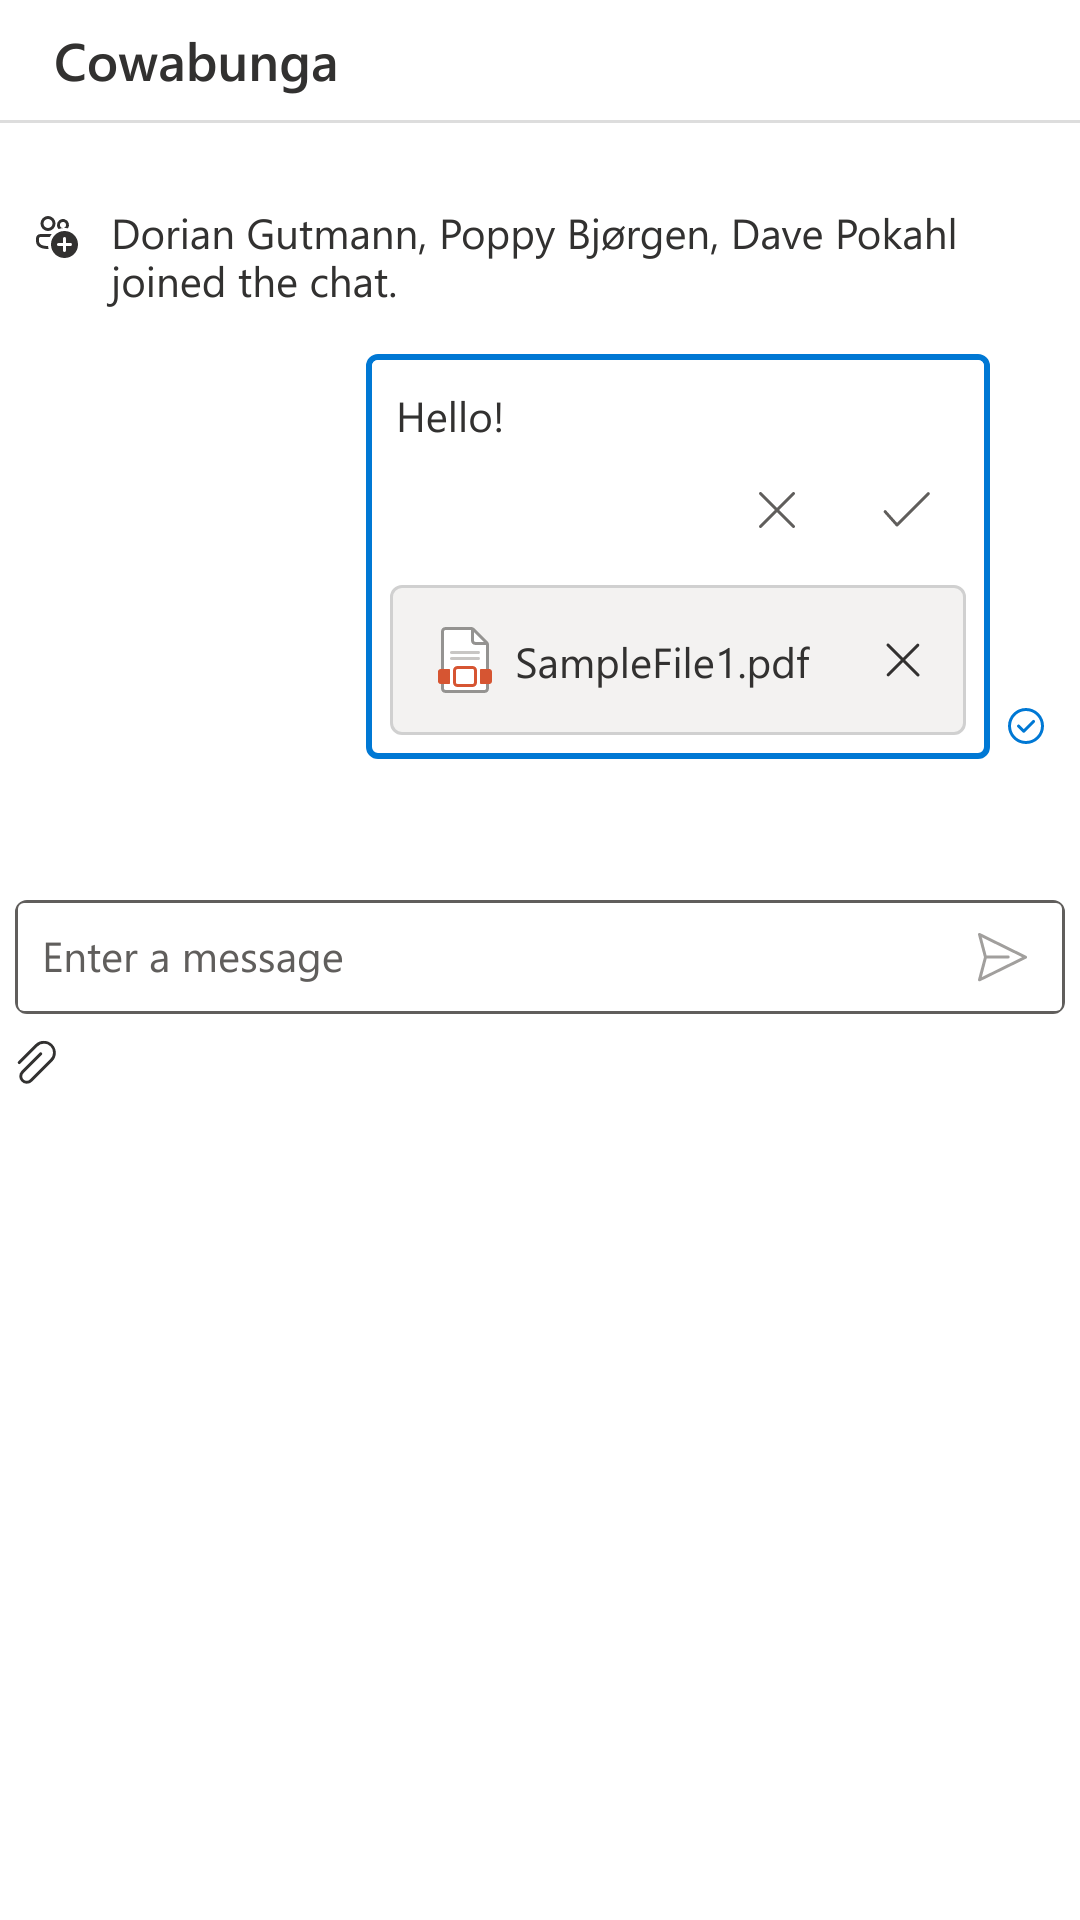 Cowabunga
Dorian Gutmann, Poppy Bjørgen, Dave Pokahl
joined the chat.
Hello!
SampleFile1.pdf
Enter a message